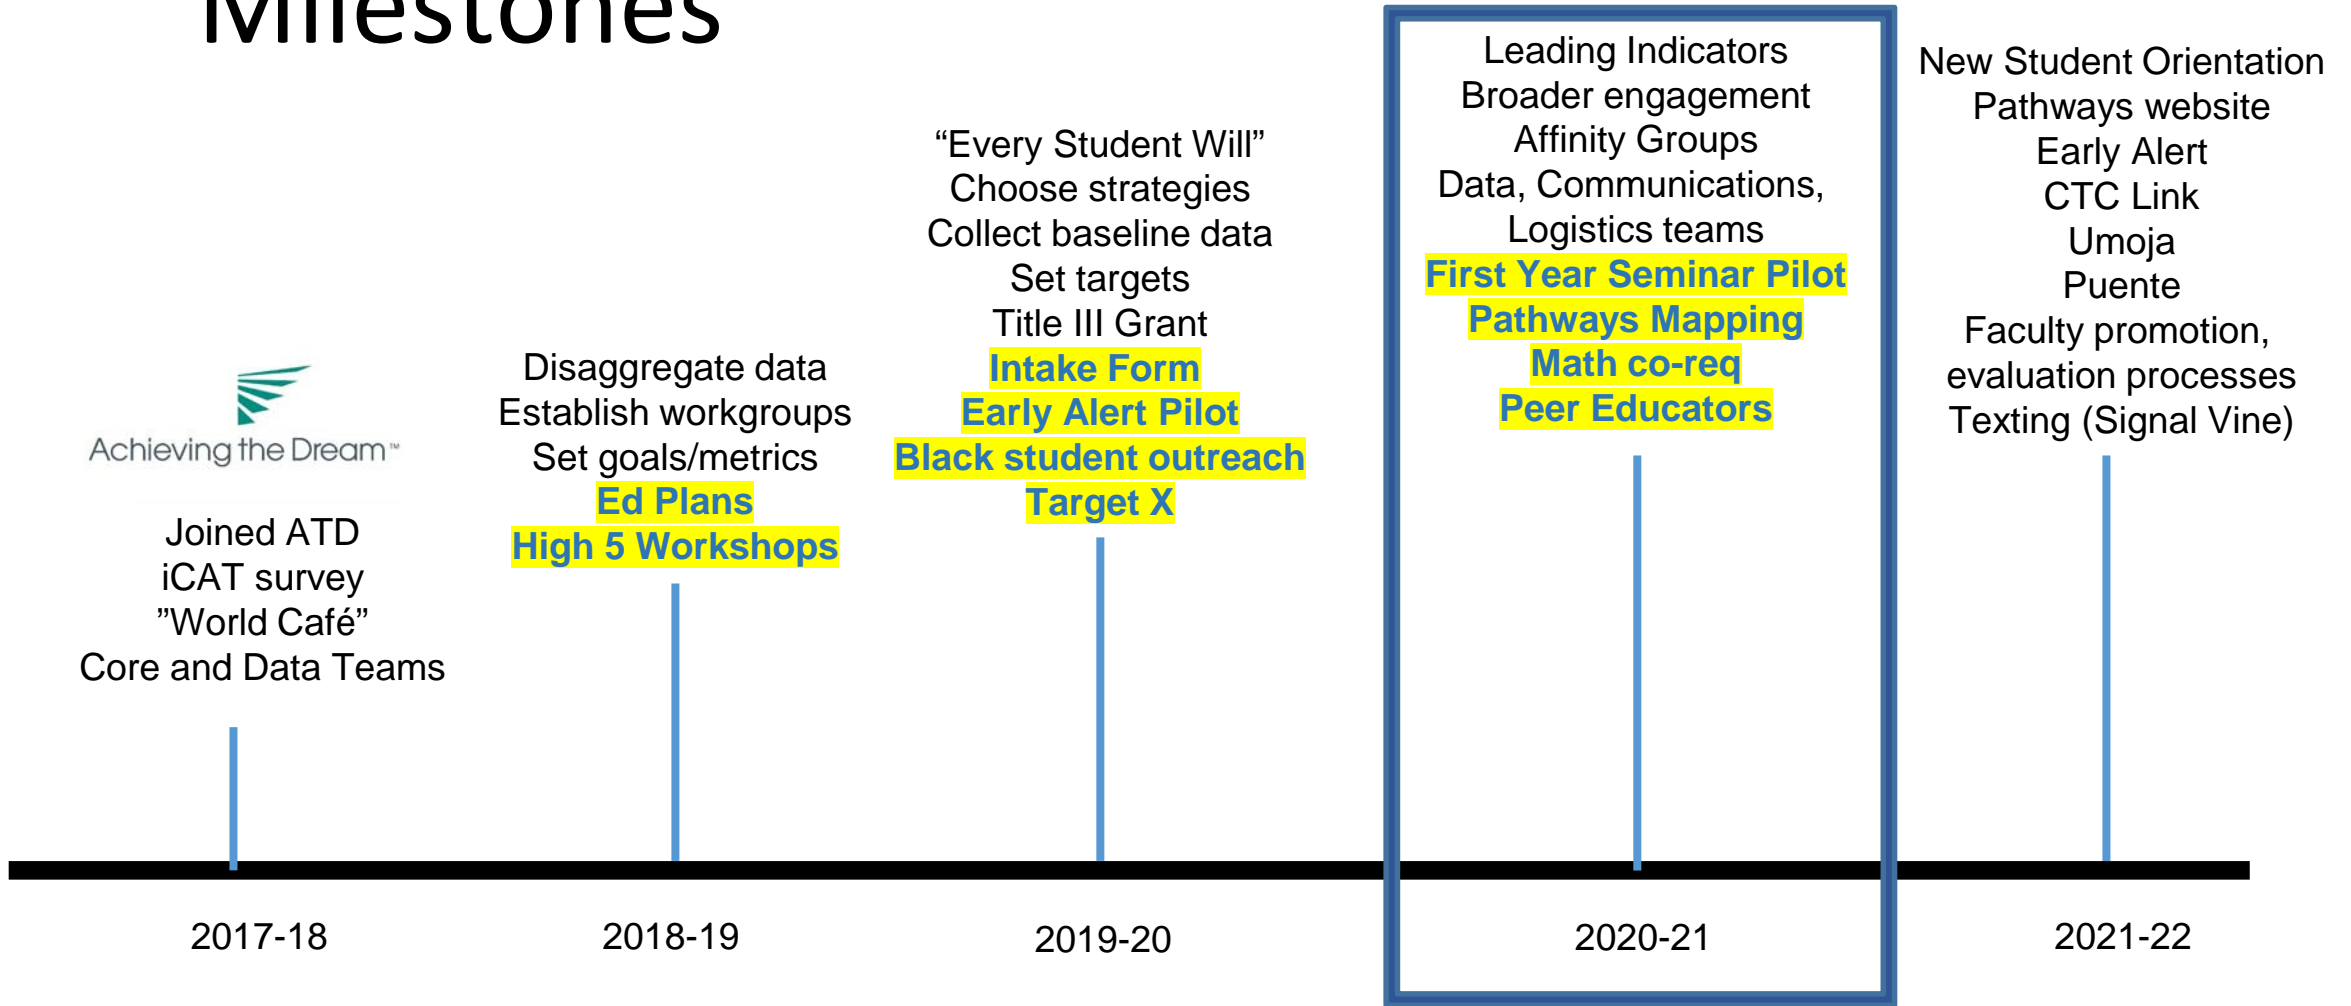 Milestones
Achieving the Dream™
Joined ATD
iCAT survey
”World Café”
Core and Data Teams
2017-18
Disaggregate data
Establish workgroups
Set goals/metrics
Ed Plans
High 5 Workshops
2018-19
“Every Student Will”
Choose strategies
Collect baseline data
Set targets
Title III Grant
Intake Form
Early Alert Pilot
Black student outreach
Target X
2019-20
Leading Indicators
Broader engagement
Affinity Groups
Data, Communications,
Logistics teams
First Year Seminar Pilot
Pathways Mapping
Math co-req
Peer Educators
2020-21
New Student Orientation
Pathways website
Early Alert
CTC Link
Umoja
Puente
Faculty promotion,
evaluation processes
Texting (Signal Vine)
2021-22